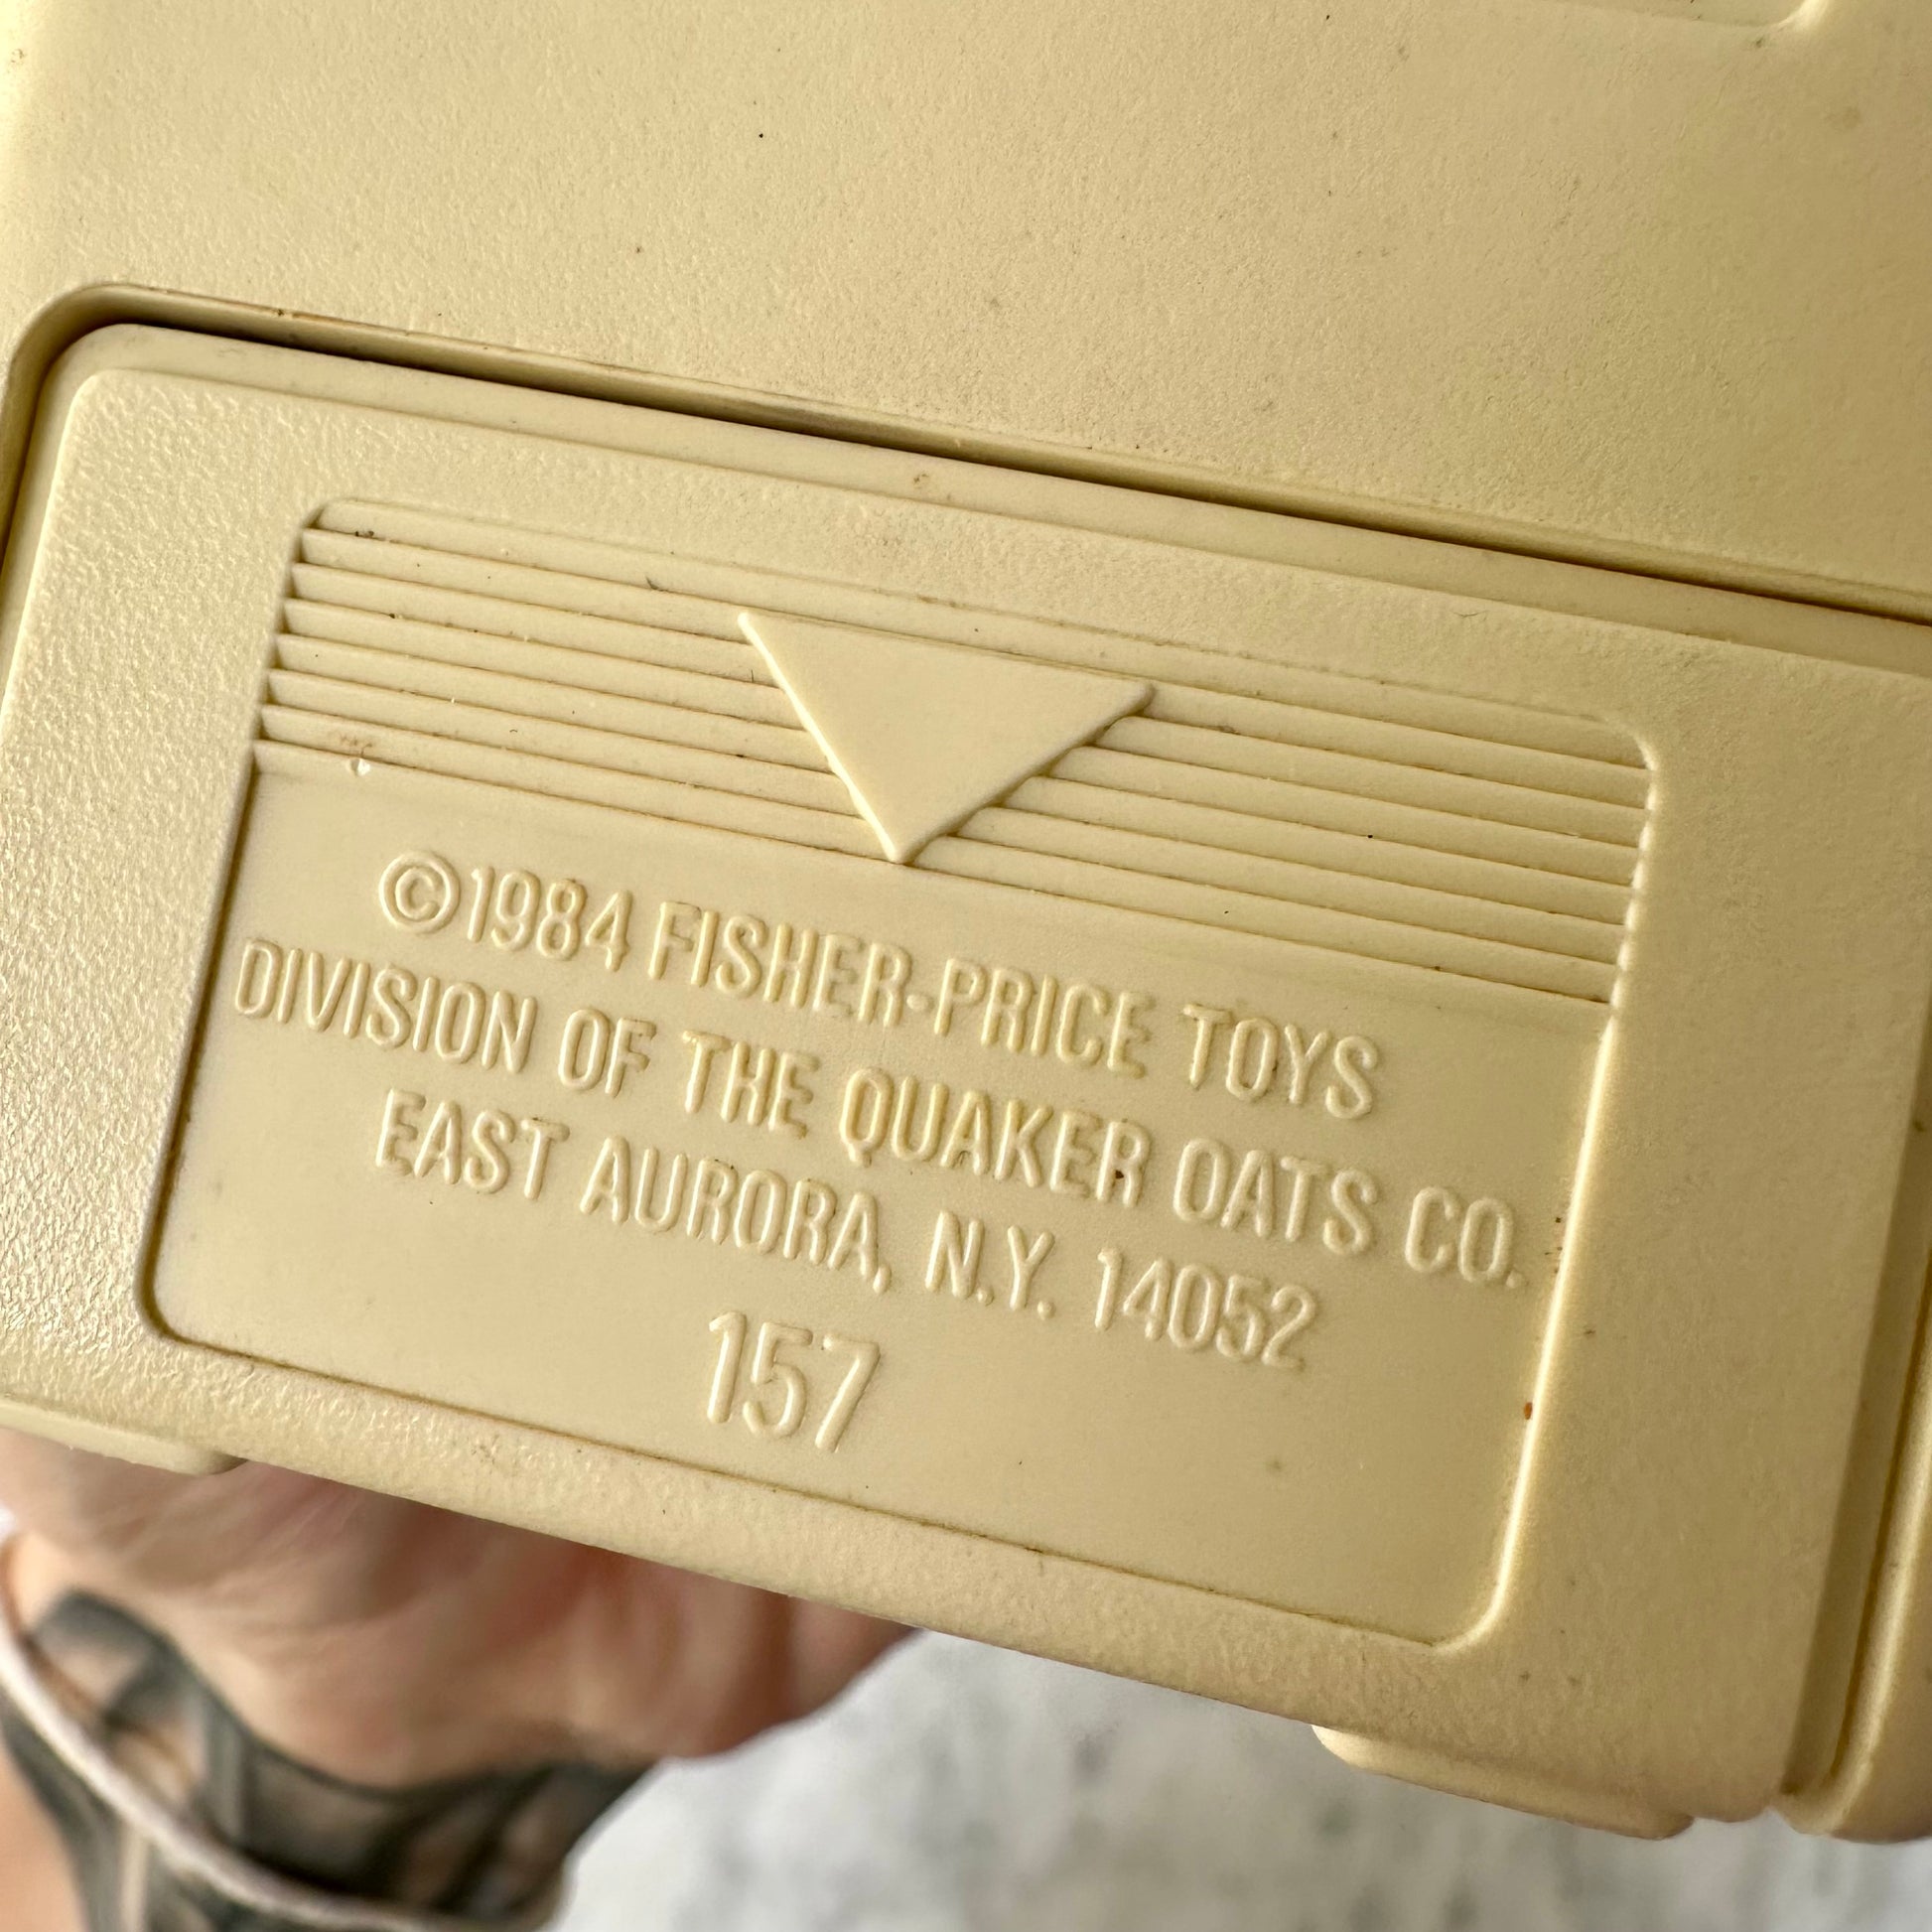 ©1984 FISHER-PRICE TOYS
DIVISION OF THE QUAKER OATS CO.
EAST AURORA, N.Y. 14052
157